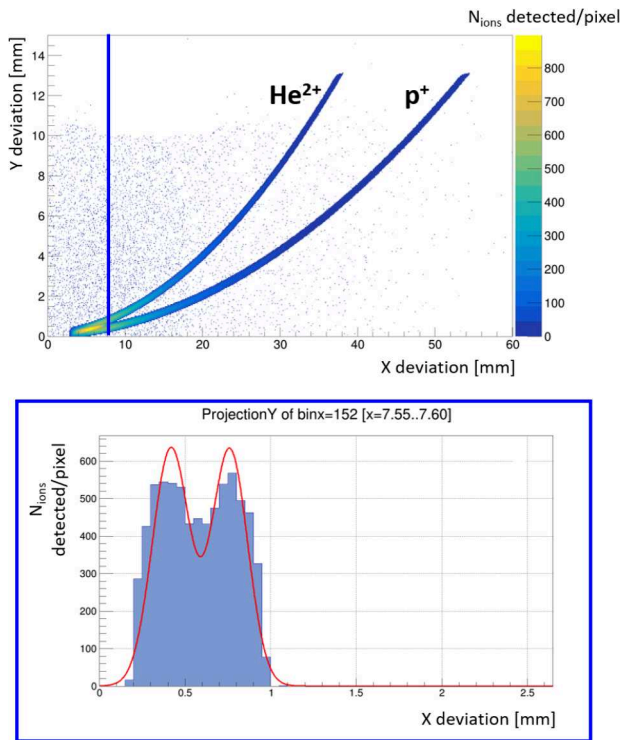 N_ions detected/pixel
Y deviation [mm]
14
12
10
8
6
4
2
0
He²⁺
p⁺
800
700
600
500
400
300
200
100
0
0 10 20 30 40 50 60
X deviation [mm]
ProjectionY of binx=152 [x=7.55..7.60]
N_ions
detected/pixel
600
500
400
300
200
100
0
0 0.5 1 1.5 2 2.5
X deviation [mm]